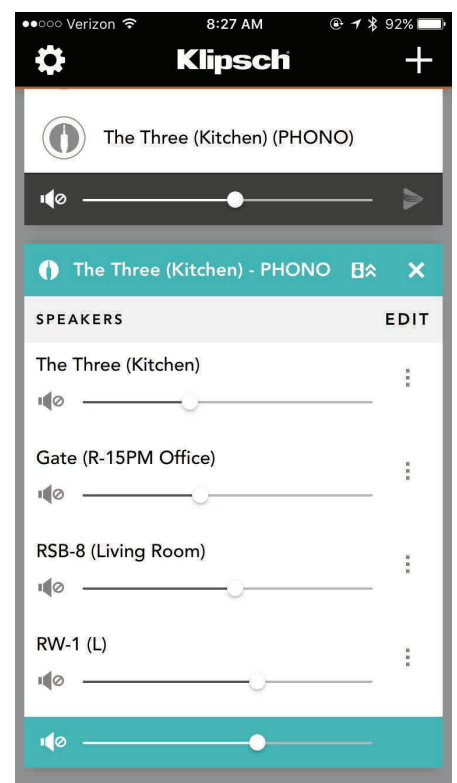 Verizon 8:27 AM 92%
Klipsch
The Three (Kitchen) (PHONO)
The Three (Kitchen) - PHONO
SPEAKERS EDIT
The Three (Kitchen)
Gate (R-15PM Office)
RSB-8 (Living Room)
RW-1 (L)